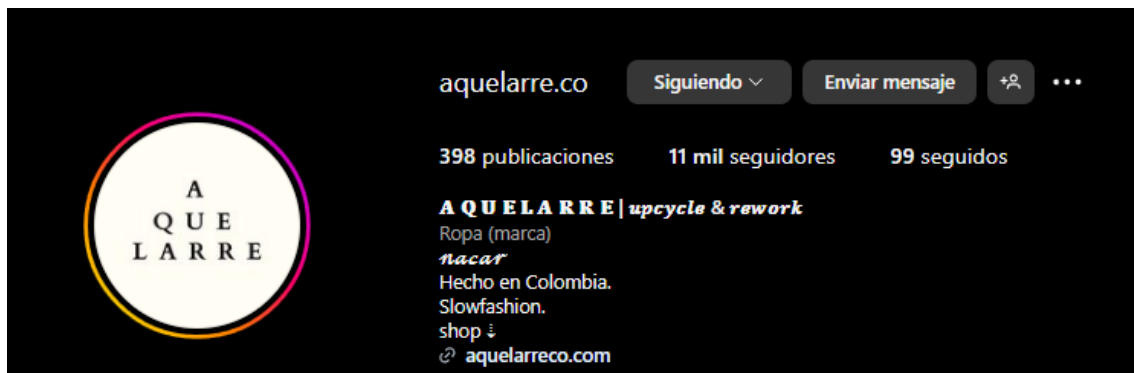 aquelarre.co Siguiendo Enviar mensaje
398 publicaciones 11 mil seguidores 99 seguidos
A
QUE
LARRE
A Q U E L A R R E | upcycle & rework
Ropa (marca)
nacar
Hecho en Colombia.
Slowfashion.
shop ⇣
aquelarreco.com